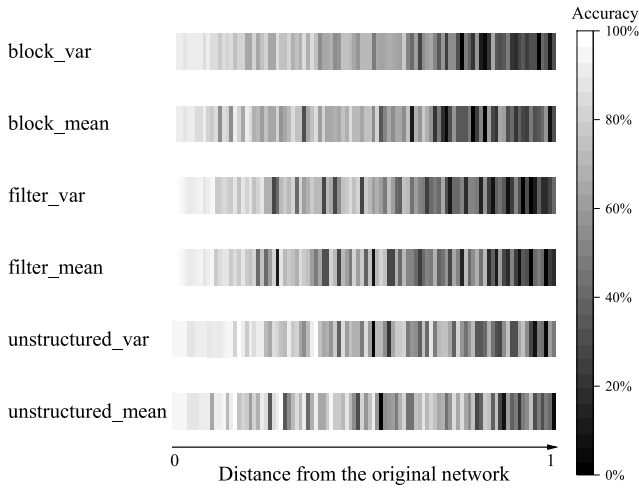 Accuracy
block_var
100%
block_mean
80%
filter_var
60%
filter_mean
40%
unstructured_var
20%
unstructured_mean
0 1
Distance from the original network
0%